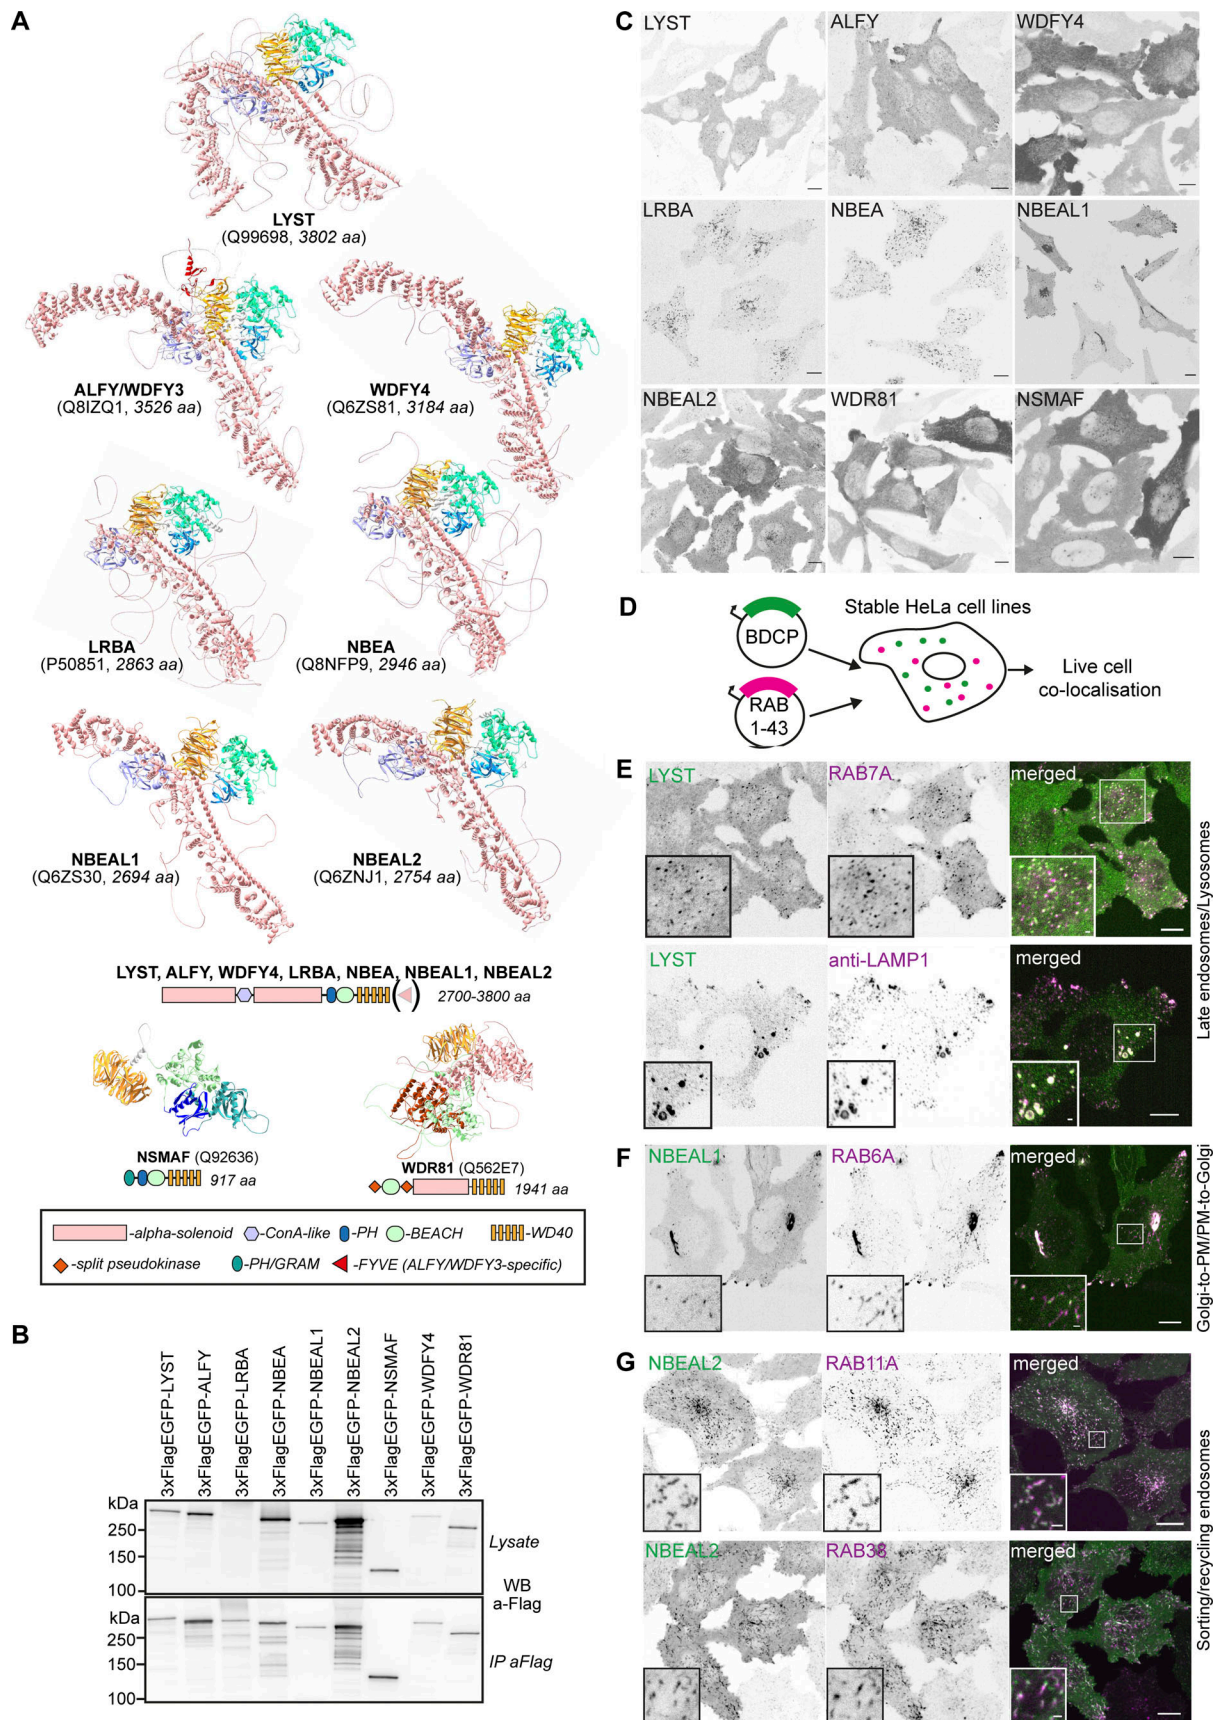 A
LYST
(Q99698, 3802 aa)
ALFY/WDFY3
(Q8IZQ1, 3526 aa)
WDFY4
(Q6ZS81, 3184 aa)
LRBA
(P50851, 2863 aa)
NBEA
(Q8NFP9, 2946 aa)
NBEAL1
(Q6ZS30, 2694 aa)
NBEAL2
(Q6ZNJ1, 2754 aa)
LYST, ALFY, WDFY4, LRBA, NBEA, NBEAL1, NBEAL2
( )
2700-3800 aa
NSMAF (Q92636)
917 aa
WDR81 (Q562E7)
1941 aa
-alpha-solenoid -ConA-like -PH -BEACH -WD40
-split pseudokinase -PH/GRAM -FYVE (ALFY/WDFY3-specific)
B
3xFlagEGFP-LYST
3xFlagEGFP-ALFY
3xFlagEGFP-LRBA
3xFlagEGFP-NBEA
3xFlagEGFP-NBEAL1
3xFlagEGFP-NBEAL2
3xFlagEGFP-NSMAF
3xFlagEGFP-WDFY4
3xFlagEGFP-WDR81
kDa
250
150
100
Lysate
WB
a-Flag
kDa
250
150
100
IP aFlag
C
LYST
ALFY
WDFY4
LRBA
NBEA
NBEAL1
NBEAL2
WDR81
NSMAF
D
BDCP
RAB
1-43
Stable HeLa cell lines
Live cell
co-localisation
E
LYST
RAB7A
merged
LYST
anti-LAMP1
merged
Late endosomes/Lysosomes
F
NBEAL1
RAB6A
merged
Golgi-to-PM/PM-to-Golgi
G
NBEAL2
RAB11A
merged
NBEAL2
RAB38
merged
Sorting/recycling endosomes